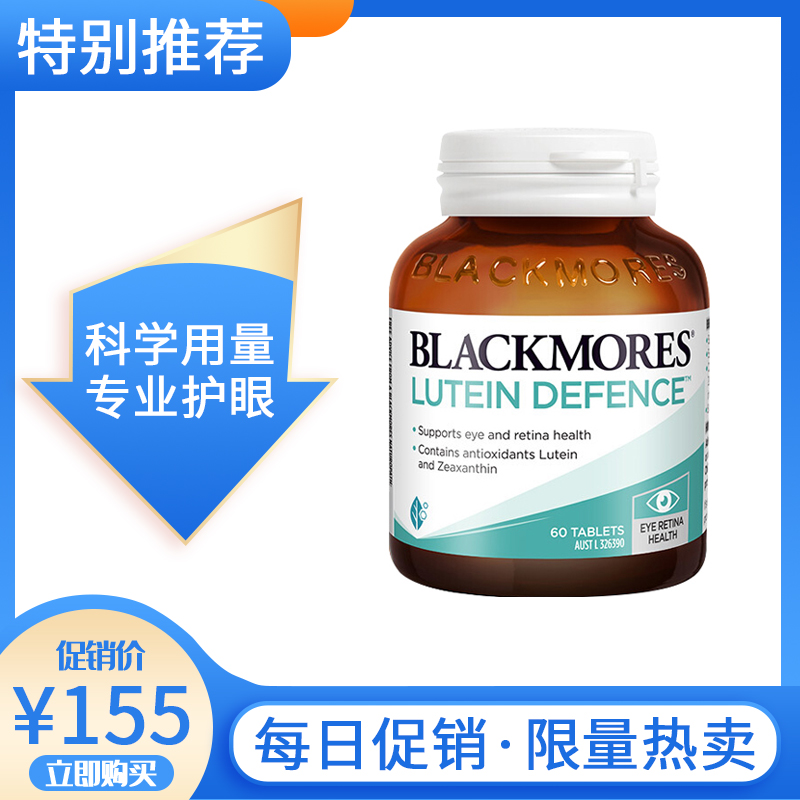 特别推荐
科学用量
专业护眼
BLACKMORES
BLACKMORES®
LUTEIN DEFENCE™
• Supports eye and retina health
• Contains antioxidants Lutein
and Zeaxanthin
60 TABLETS
AUST L 326390
EYE RETINA
HEALTH
促销价
¥155
立即购买
每日促销·限量热卖